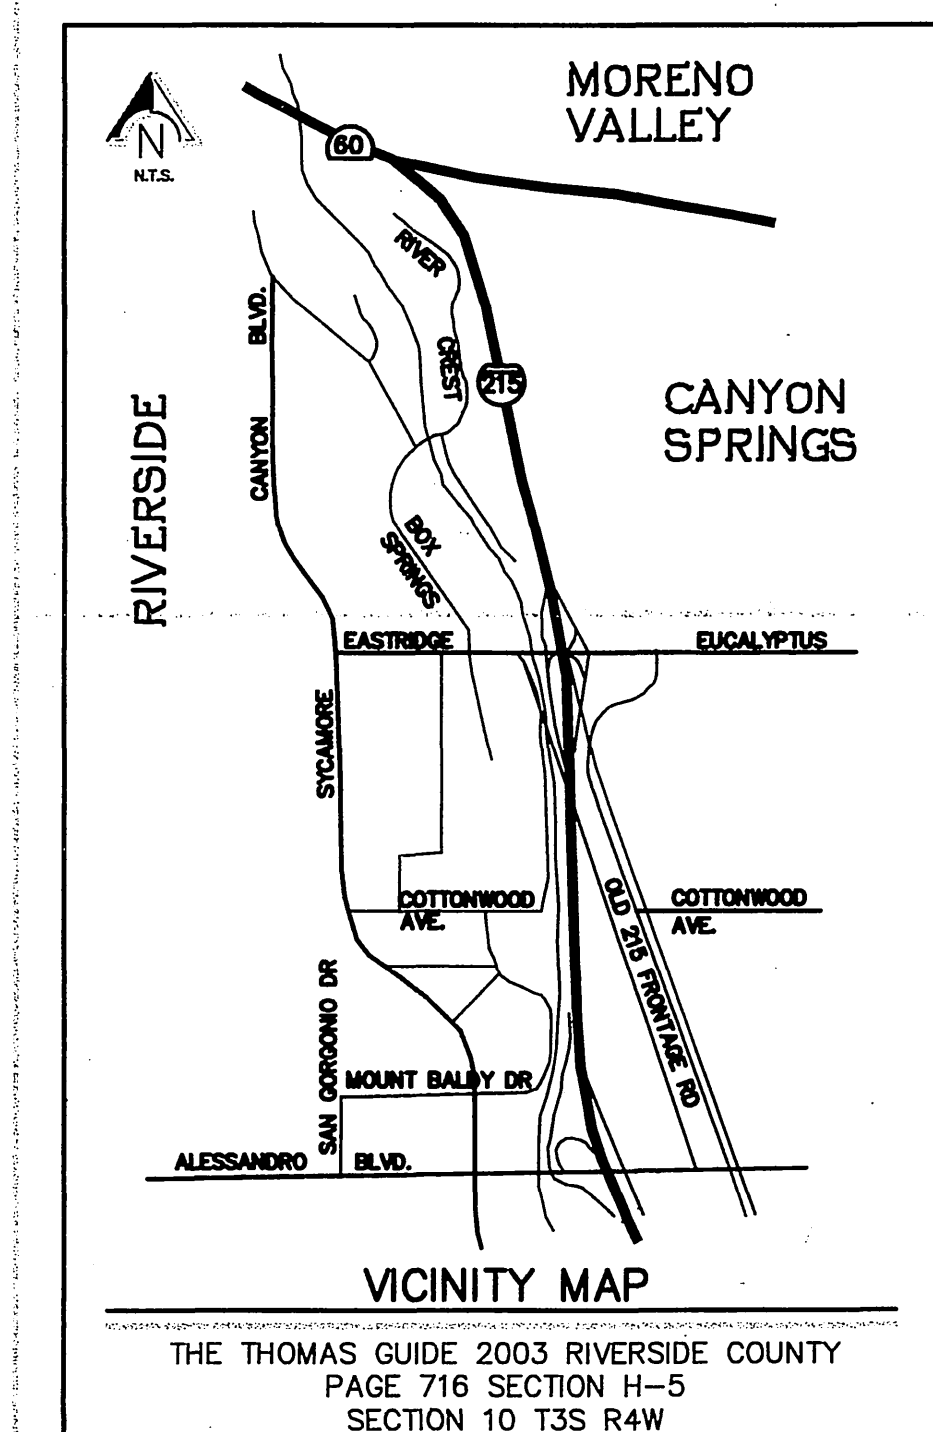 MORENO
VALLEY
N
N.T.S.
60
RIVER
BLVD.
CREST
215
CANYON
SPRINGS
CANYON
RIVERSIDE
BOX
SPRINGS
EASTRIDGE
EUCALYPTUS
SYCAMORE
COTTONWOOD
AVE.
COTTONWOOD
AVE.
OLD 215 FRONTAGE RD
SAN GORGONIO DR
MOUNT BALDY DR
ALESSANDRO BLVD.
VICINITY MAP
THE THOMAS GUIDE 2003 RIVERSIDE COUNTY
PAGE 716 SECTION H-5
SECTION 10 T3S R4W